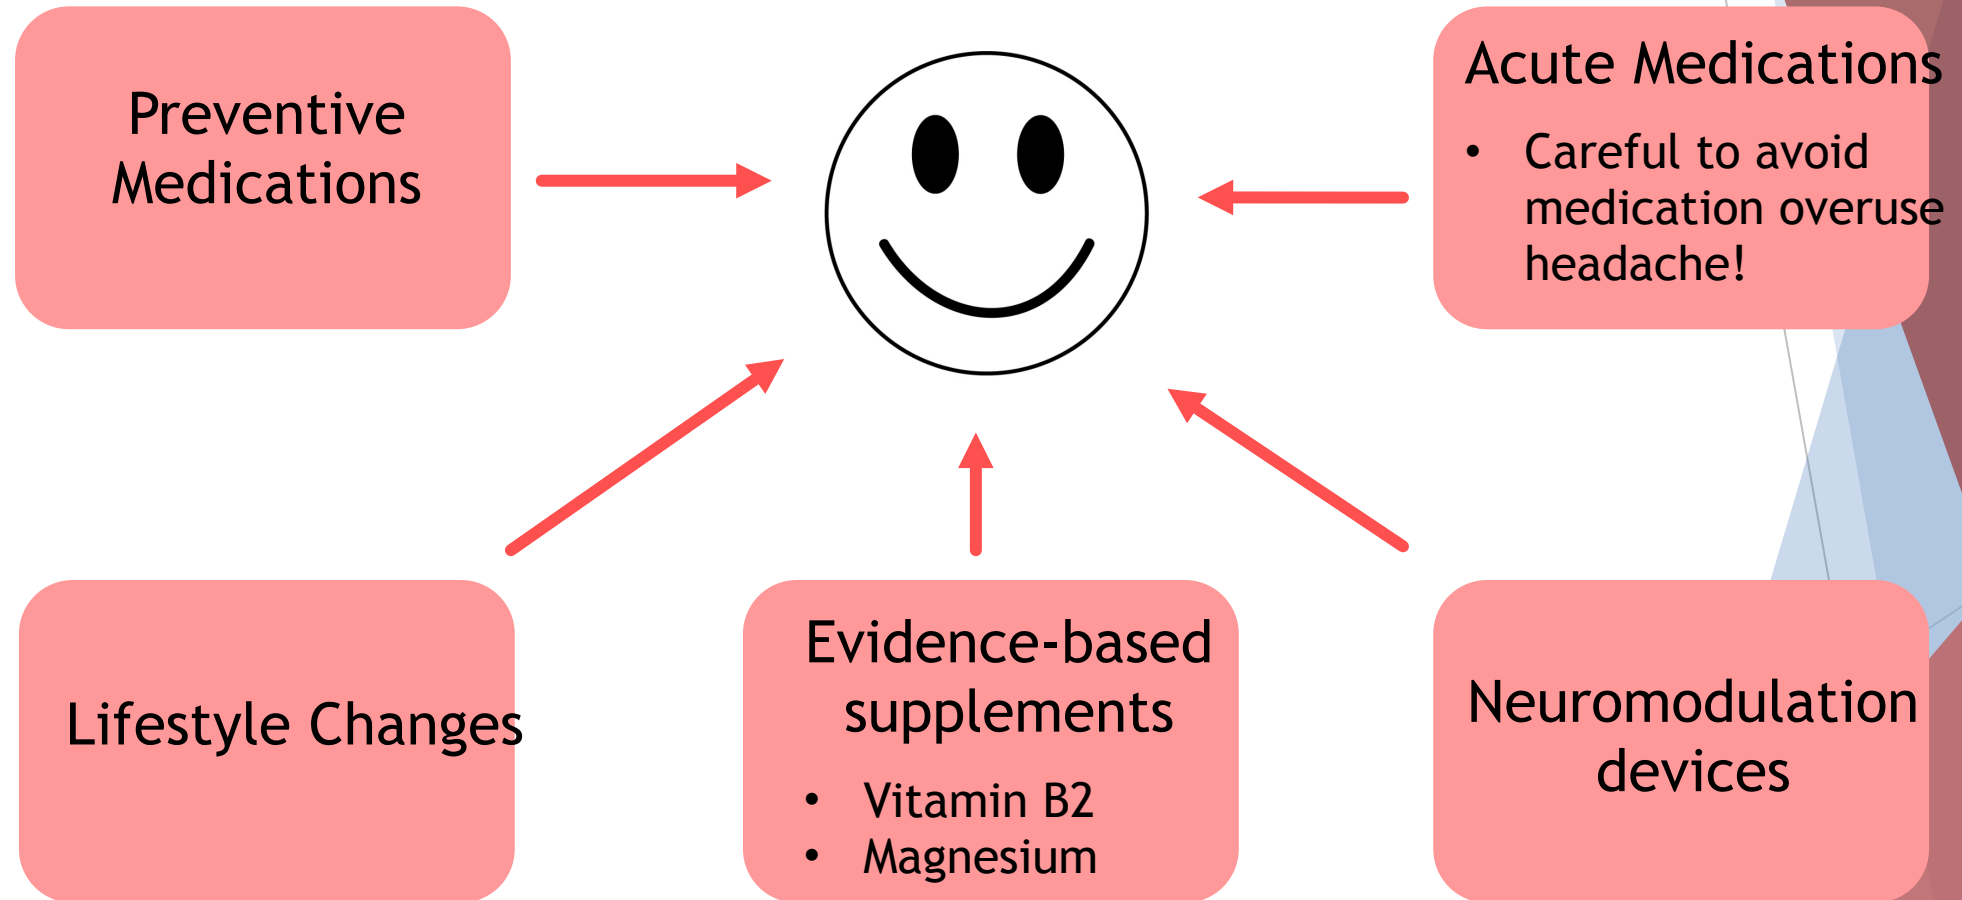 Preventive
Medications
Acute Medications
• Careful to avoid
medication overuse
headache!
Lifestyle Changes
Evidence-based
supplements
• Vitamin B2
• Magnesium
Neuromodulation
devices